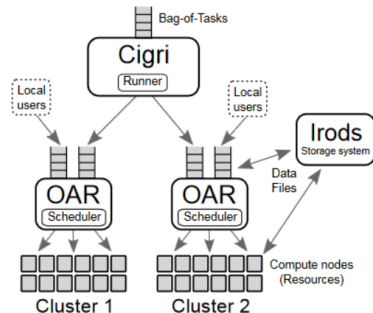 Bag-of-Tasks
Cigri
Runner
Local
users
Local
users
Irods
Storage system
OAR
Scheduler
OAR
Scheduler
Data
Files
Compute nodes
(Resources)
Cluster 1
Cluster 2